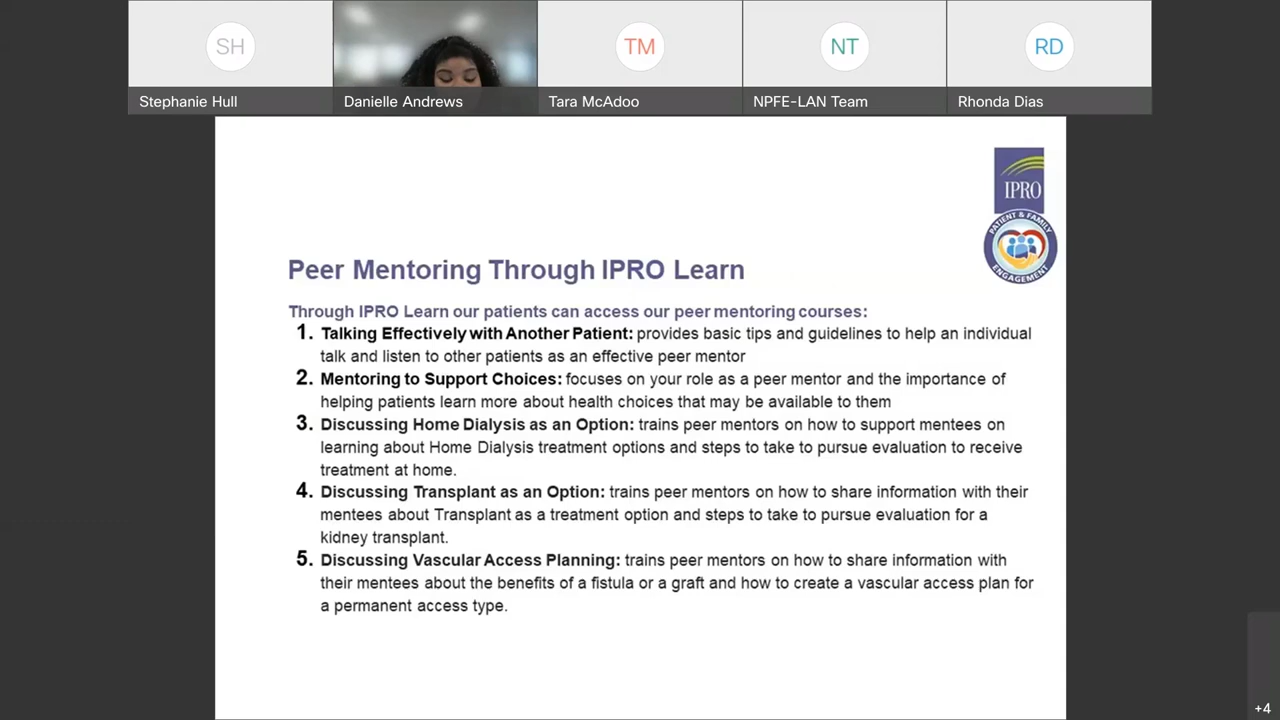 SH
TM
NT
RD
Stephanie Hull
Danielle Andrews
Tara McAdoo
NPFE-LAN Team
Rhonda Dias
IPRO
PATIENT & FAMILY
ENGAGEMENT
Peer Mentoring Through IPRO Learn
Through IPRO Learn our patients can access our peer mentoring courses:
1. Talking Effectively with Another Patient: provides basic tips and guidelines to help an individual
talk and listen to other patients as an effective peer mentor
2. Mentoring to Support Choices: focuses on your role as a peer mentor and the importance of
helping patients learn more about health choices that may be available to them
3. Discussing Home Dialysis as an Option: trains peer mentors on how to support mentees on
learning about Home Dialysis treatment options and steps to take to pursue evaluation to receive
treatment at home.
4. Discussing Transplant as an Option: trains peer mentors on how to share information with their
mentees about Transplant as a treatment option and steps to take to pursue evaluation for a
kidney transplant.
5. Discussing Vascular Access Planning: trains peer mentors on how to share information with
their mentees about the benefits of a fistula or a graft and how to create a vascular access plan for
a permanent access type.
+4